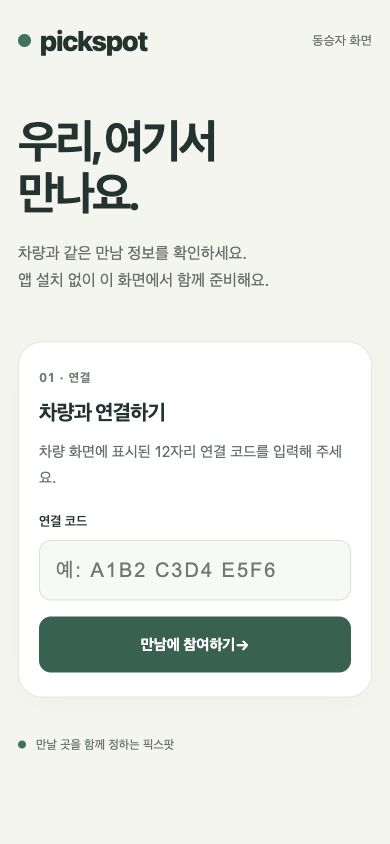 pickspot
동승자 화면
우리, 여기서
만나요.
차량과 같은 만남 정보를 확인하세요.
앱 설치 없이 이 화면에서 함께 준비해요.
01 · 연결
차량과 연결하기
차량 화면에 표시된 12자리 연결 코드를 입력해 주세
요.
연결 코드
예: A1B2 C3D4 E5F6
만남에 참여하기→
만날 곳을 함께 정하는 픽스팟